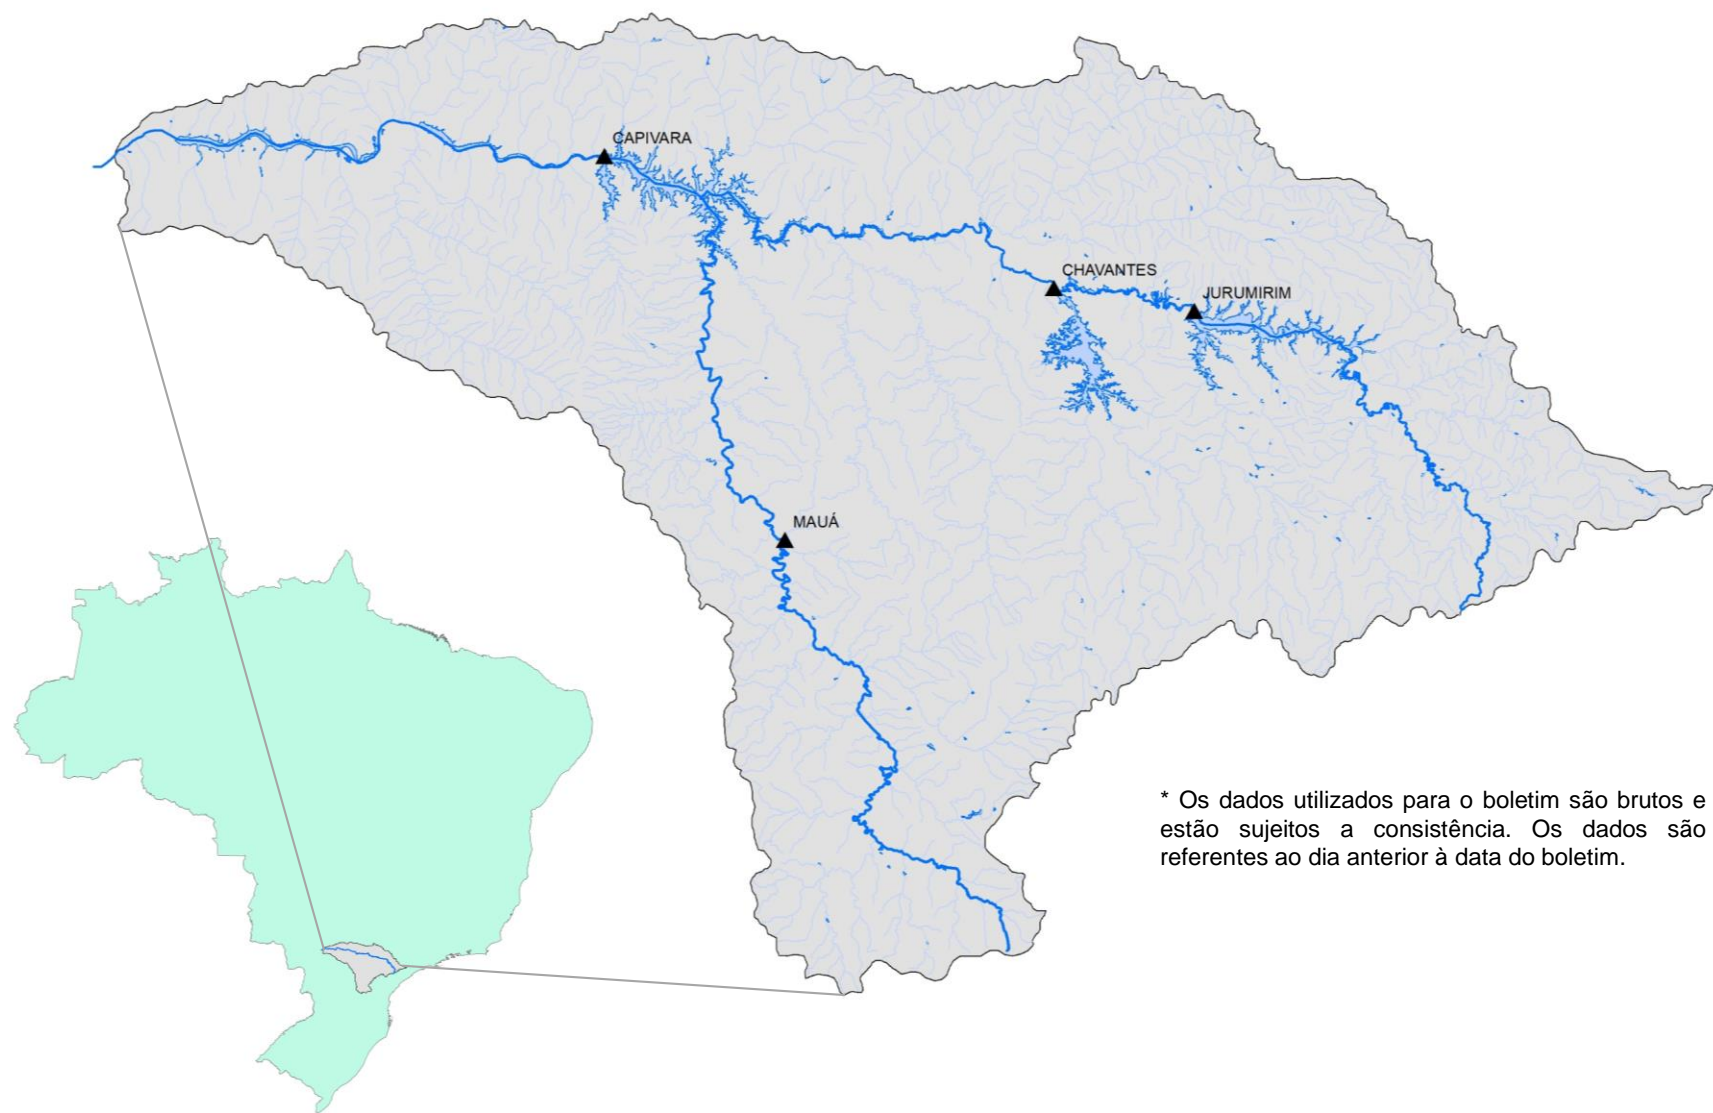 CAPIVARA
CHAVANTES
JURUMIRIM
MAUÁ
* Os dados utilizados para o boletim são brutos e
estão sujeitos a consistência. Os dados são
referentes ao dia anterior à data do boletim.